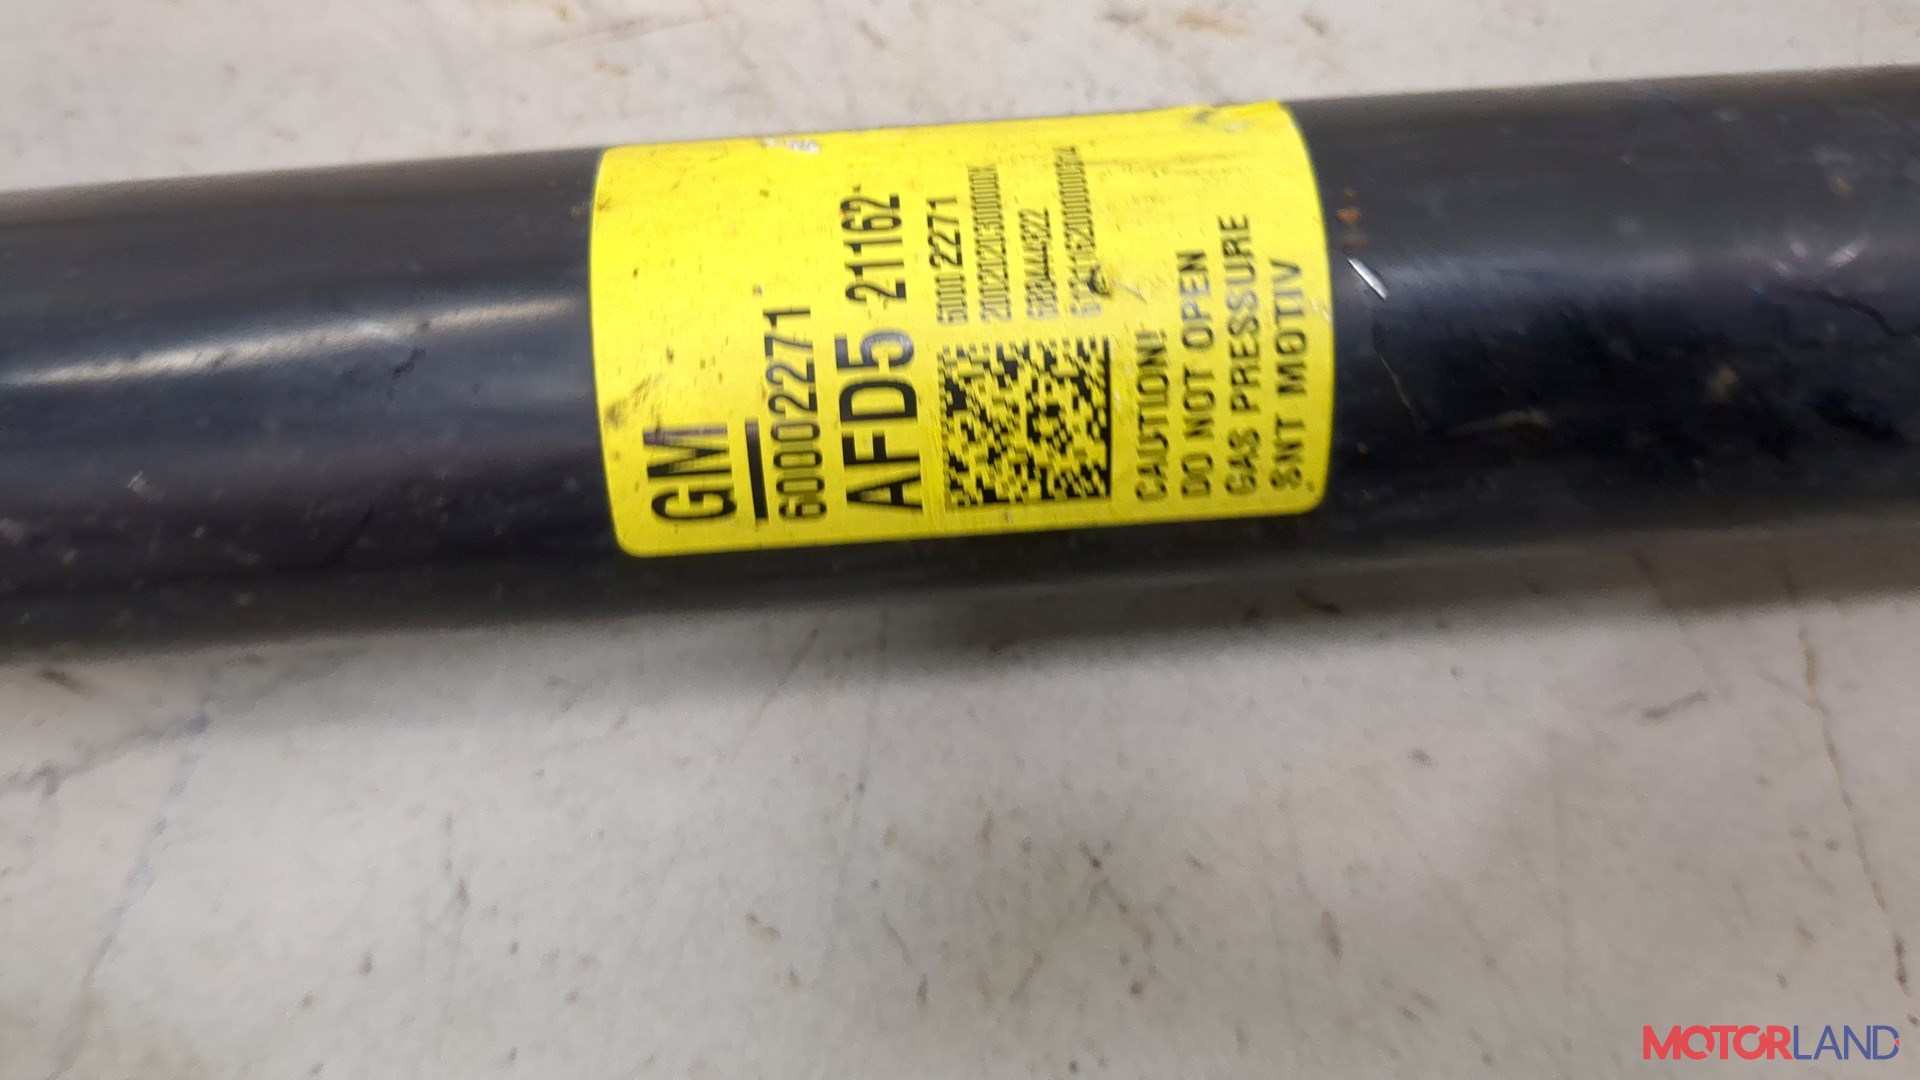 GM
60002271
AFD5 21162
6000 2271
CAUTION!
DO NOT OPEN
GAS PRESSURE
SNT MOTIV
MOTORLAND